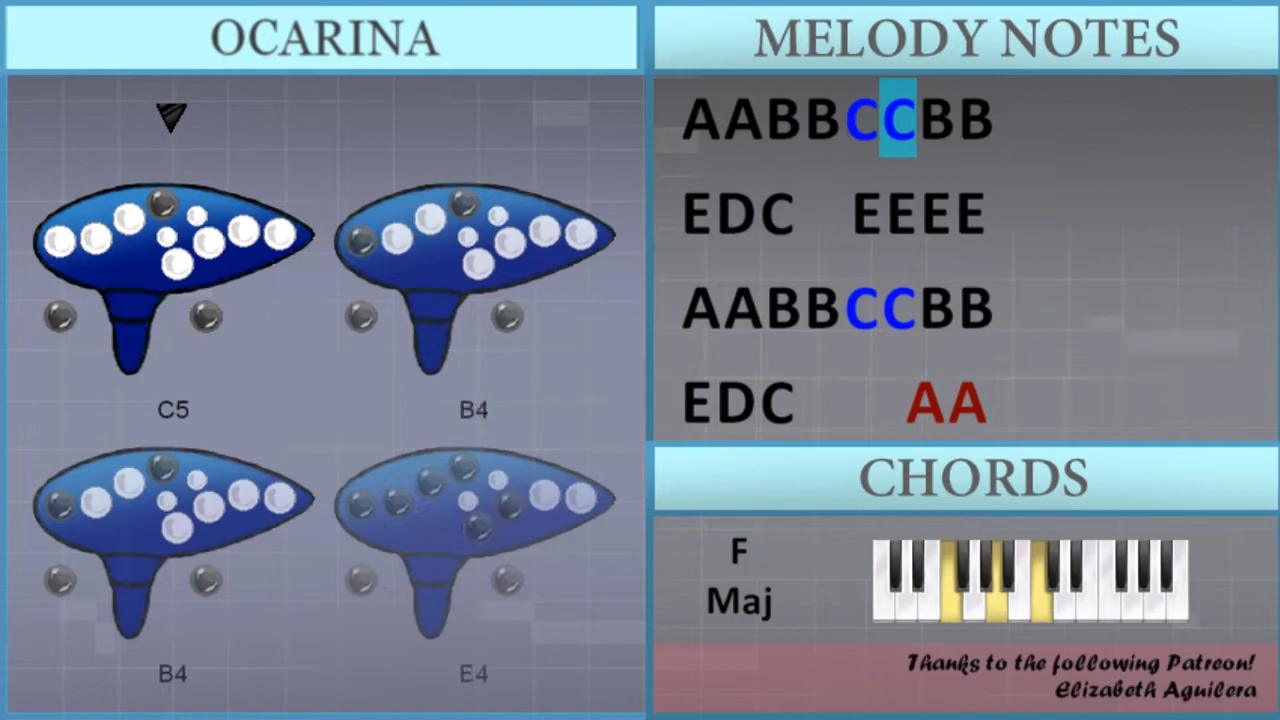 OCARINA
C5
B4
B4
E4
MELODY NOTES
AABBCCBB
EDC EEEE
AABBCCBB
EDC AA
CHORDS
F
Maj
Thanks to the following Patreon!
Elizabeth Aguilera